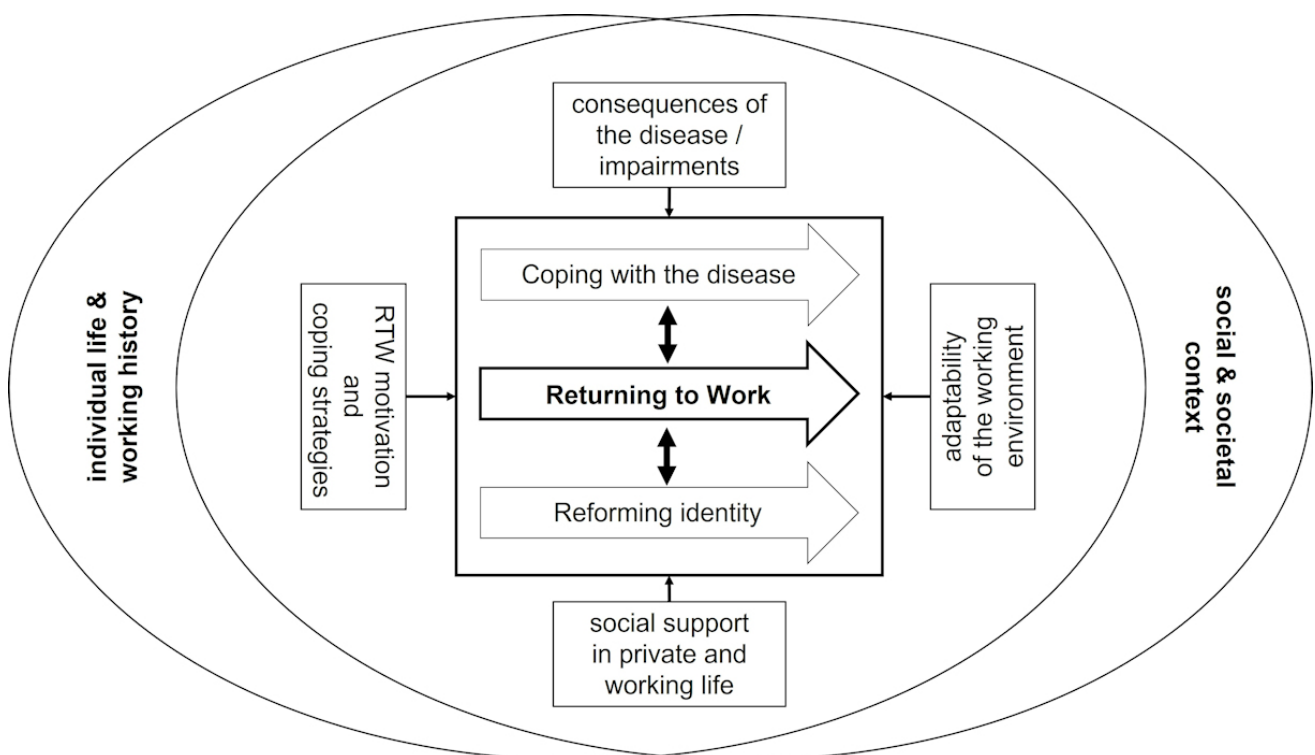 consequences of
the disease /
impairments
Coping with the disease
individual life &
working history
RTW motivation
and
coping strategies
Returning to Work
adaptability
of the working
environment
social & societal
context
Reforming identity
social support
in private and
working life